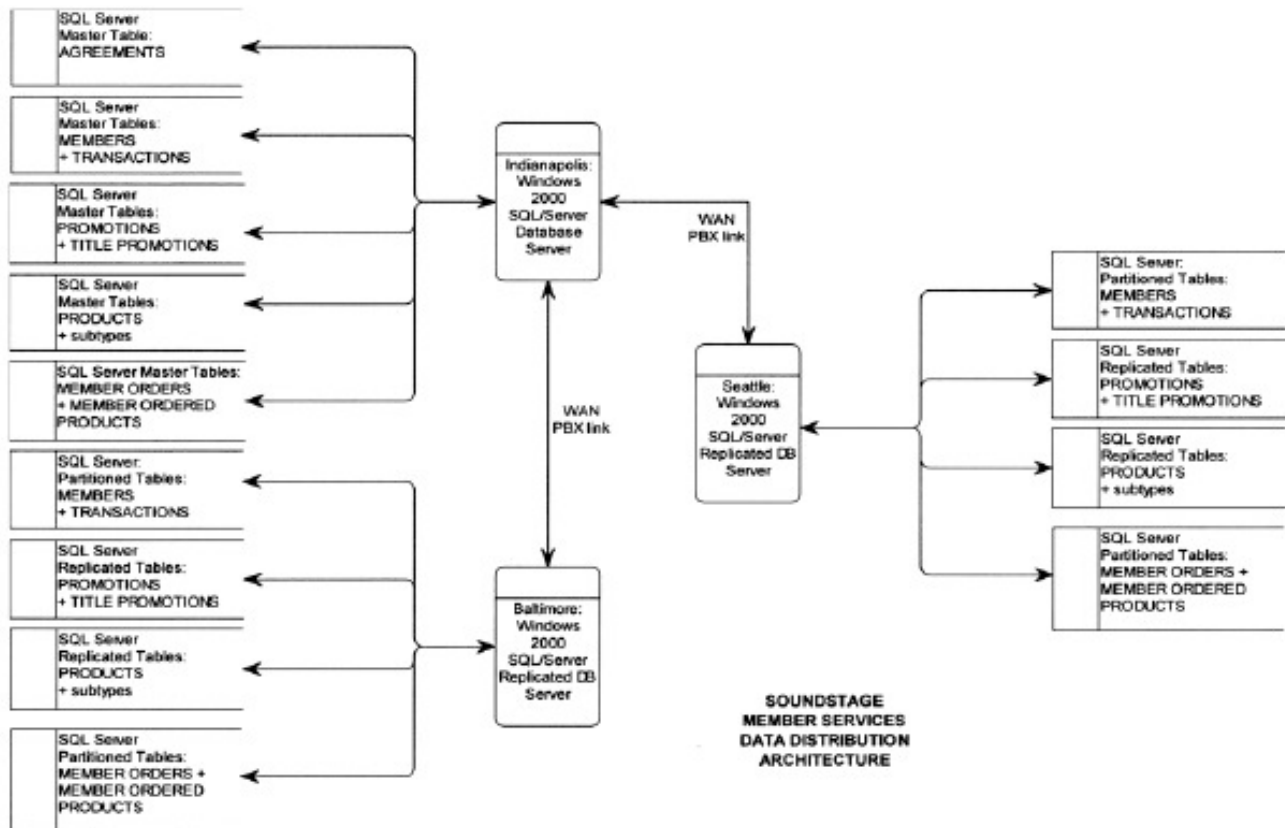 SQL Server
Master Table:
AGREEMENTS
SQL Server
Master Tables:
MEMBERS
+ TRANSACTIONS
SQL Server
Master Tables:
PROMOTIONS
+ TITLE PROMOTIONS
SQL Server
Master Tables:
PRODUCTS
+ subtypes
SQL Server Master Tables:
MEMBER ORDERS
+ MEMBER ORDERED
PRODUCTS
SQL Server:
Partitioned Tables:
MEMBERS
+ TRANSACTIONS
SQL Server
Replicated Tables:
PROMOTIONS
+ TITLE PROMOTIONS
SQL Server
Replicated Tables:
PRODUCTS
+ subtypes
SQL Server
Partitioned Tables:
MEMBER ORDERS +
MEMBER ORDERED
PRODUCTS
Indianapolis:
Windows
2000
SQL/Server
Database
Server
WAN
PBX link
WAN
PBX link
Baltimore:
Windows
2000
SQL/Server
Replicated DB
Server
Seattle:
Windows
2000
SQL/Server
Replicated DB
Server
SQL Server:
Partitioned Tables:
MEMBERS
+ TRANSACTIONS
SQL Server
Replicated Tables:
PROMOTIONS
+ TITLE PROMOTIONS
SQL Server
Replicated Tables:
PRODUCTS
+ subtypes
SQL Server
Partitioned Tables:
MEMBER ORDERS +
MEMBER ORDERED
PRODUCTS
SOUNDSTAGE
MEMBER SERVICES
DATA DISTRIBUTION
ARCHITECTURE